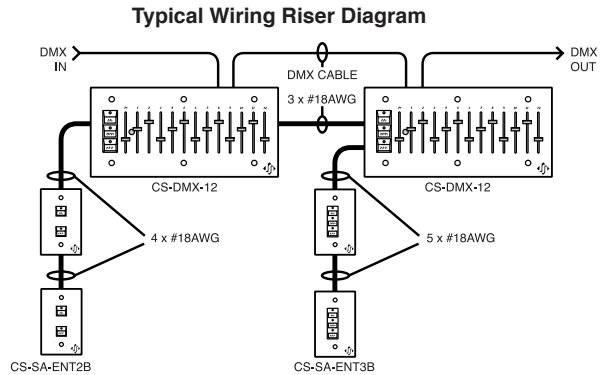 Typical Wiring Riser Diagram
DMX
IN
DMX
OUT
DMX CABLE
3 x #18AWG
CS-DMX-12
CS-DMX-12
4 x #18AWG
5 x #18AWG
CS-SA-ENT2B
CS-SA-ENT3B